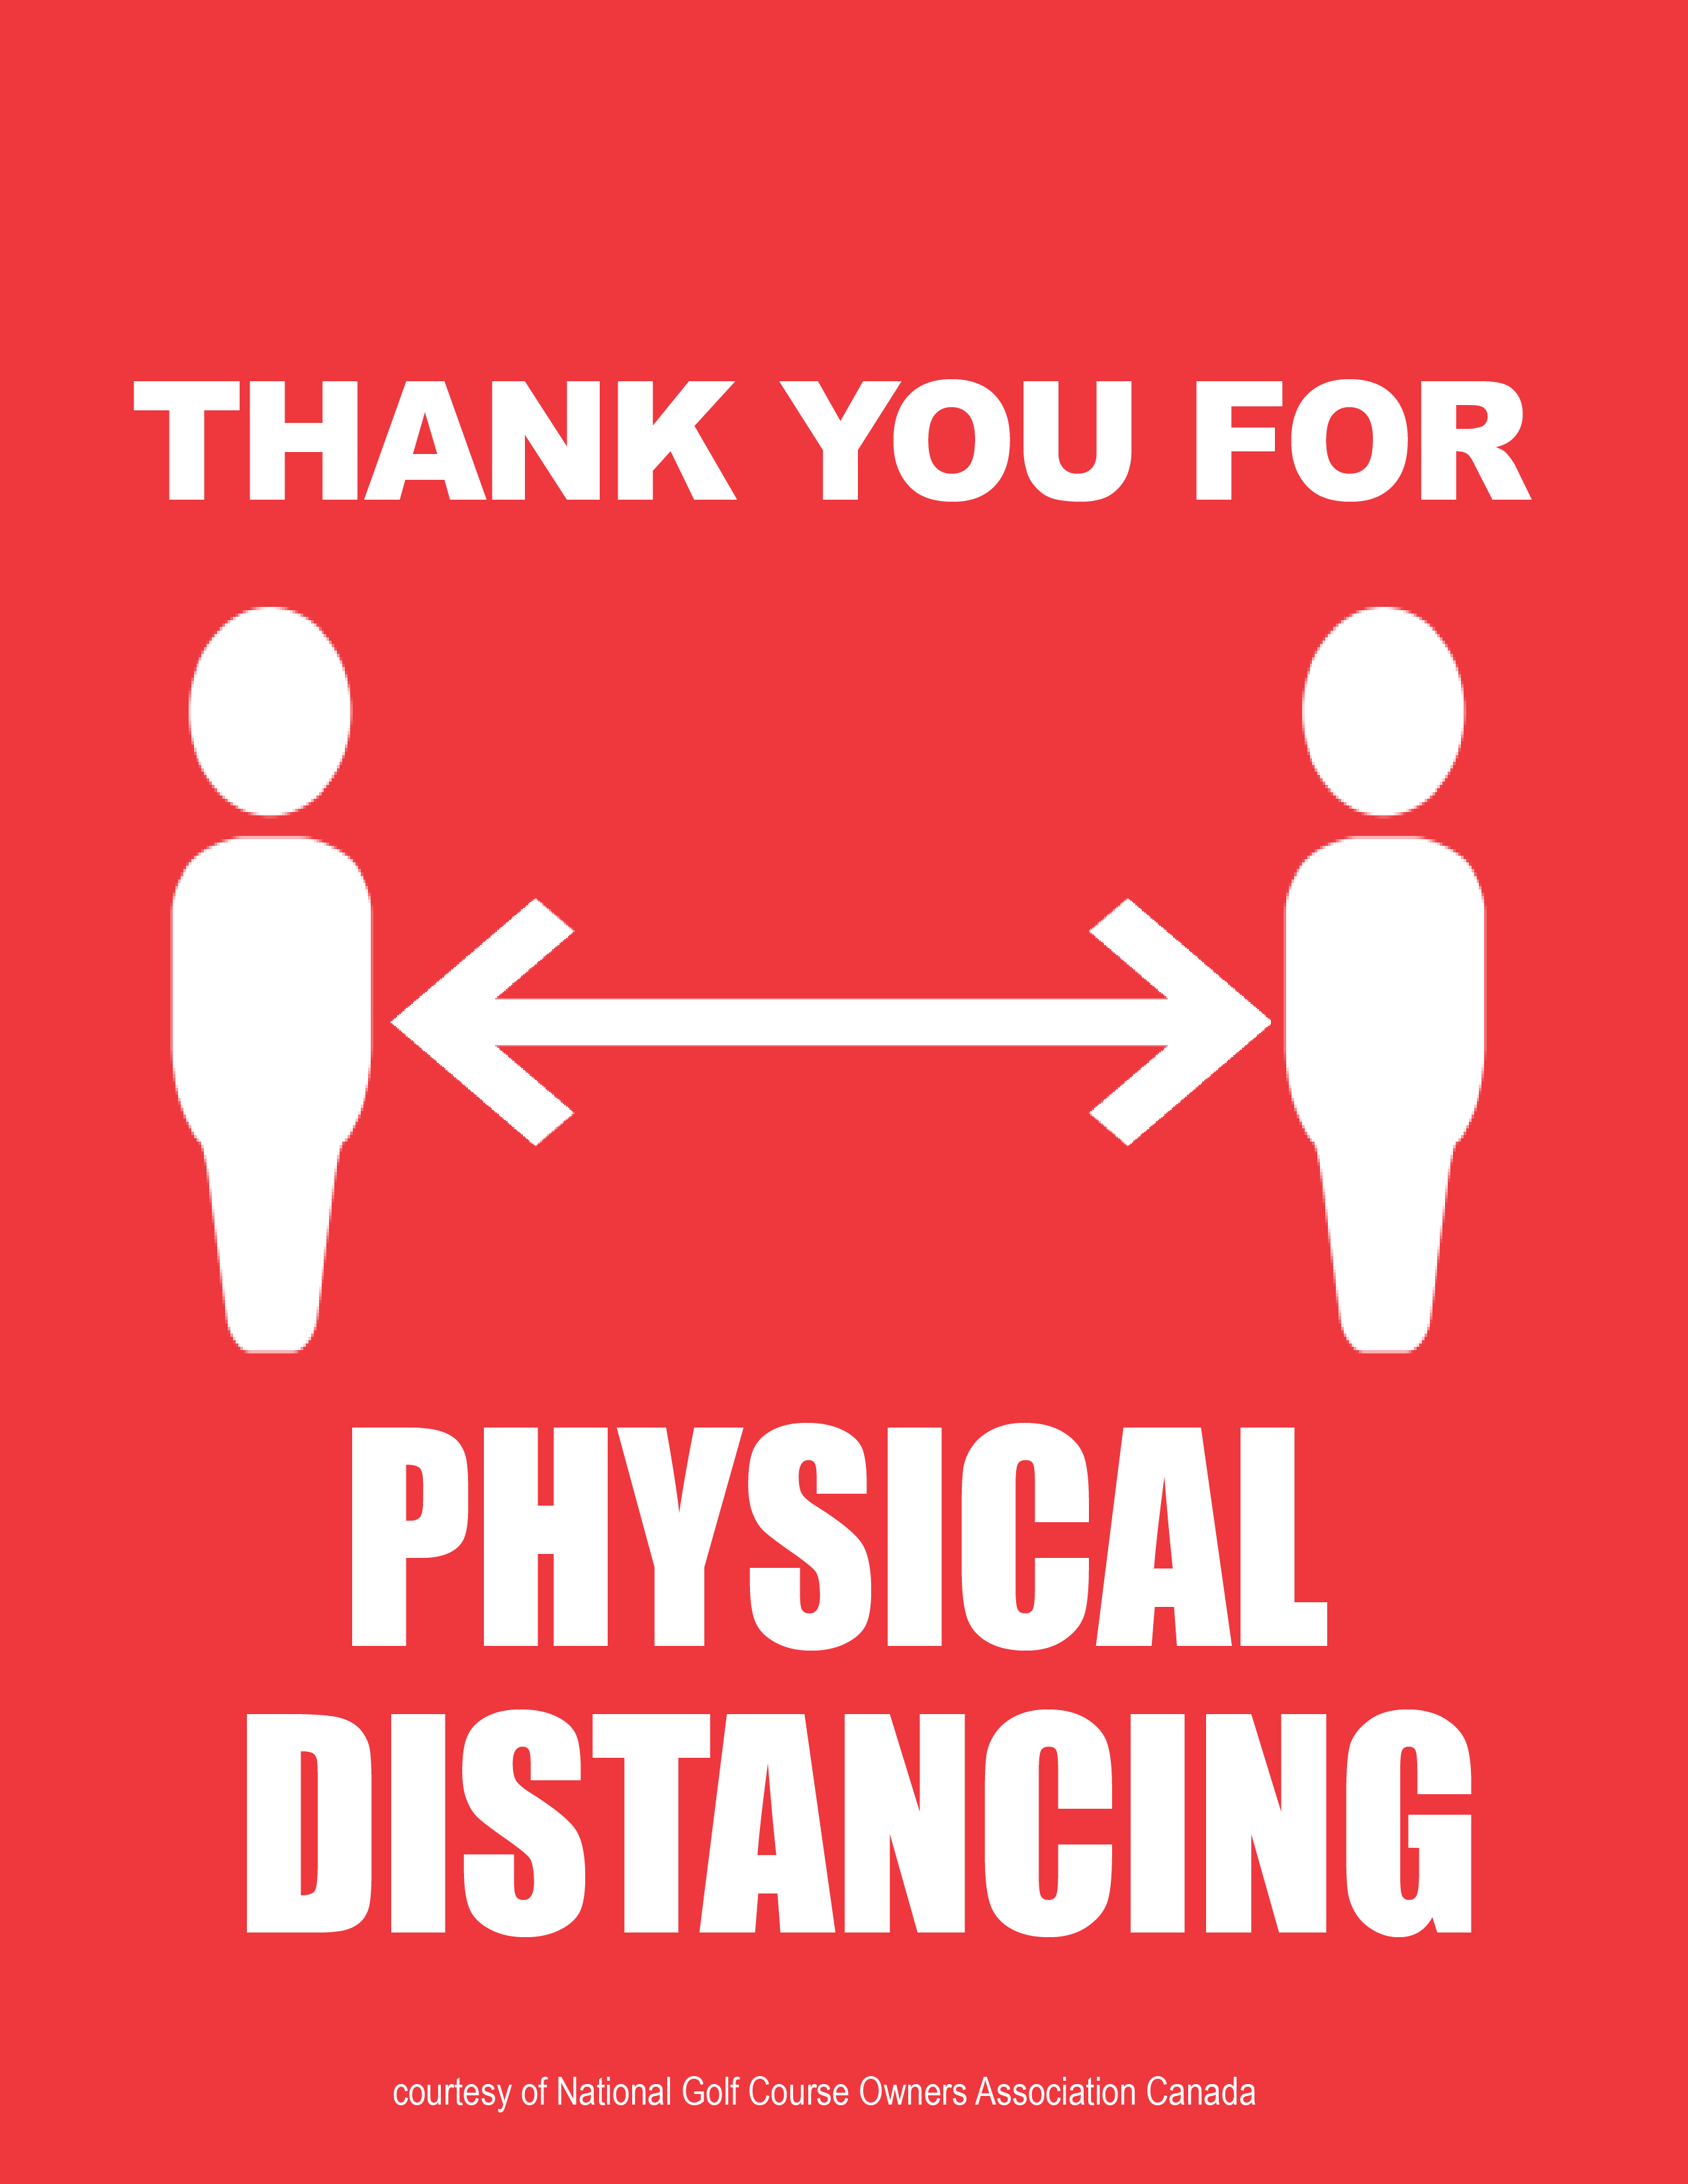 THANK YOU FOR
PHYSICAL
DISTANCING
courtesy of National Golf Course Owners Association Canada